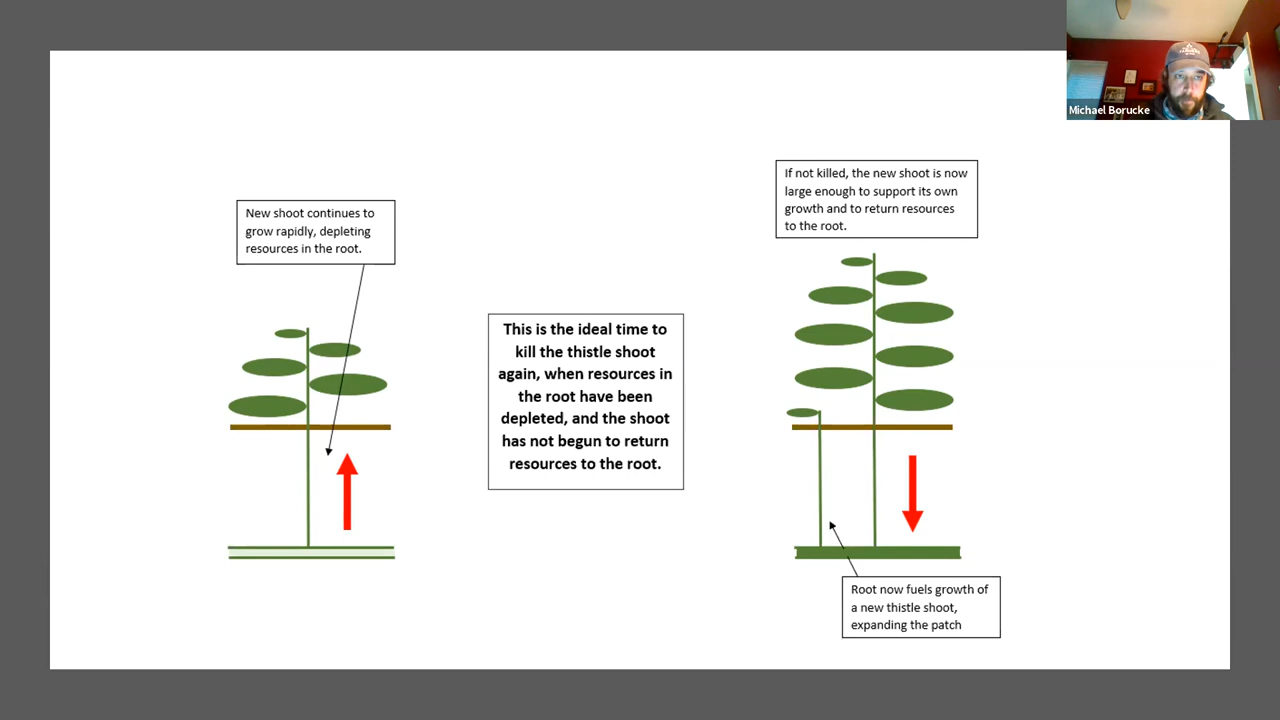 Michael Borucke
New shoot continues to
grow rapidly, depleting
resources in the root.
This is the ideal time to
kill the thistle shoot
again, when resources in
the root have been
depleted, and the shoot
has not begun to return
resources to the root.
If not killed, the new shoot is now
large enough to support its own
growth and to return resources
to the root.
Root now fuels growth of
a new thistle shoot,
expanding the patch